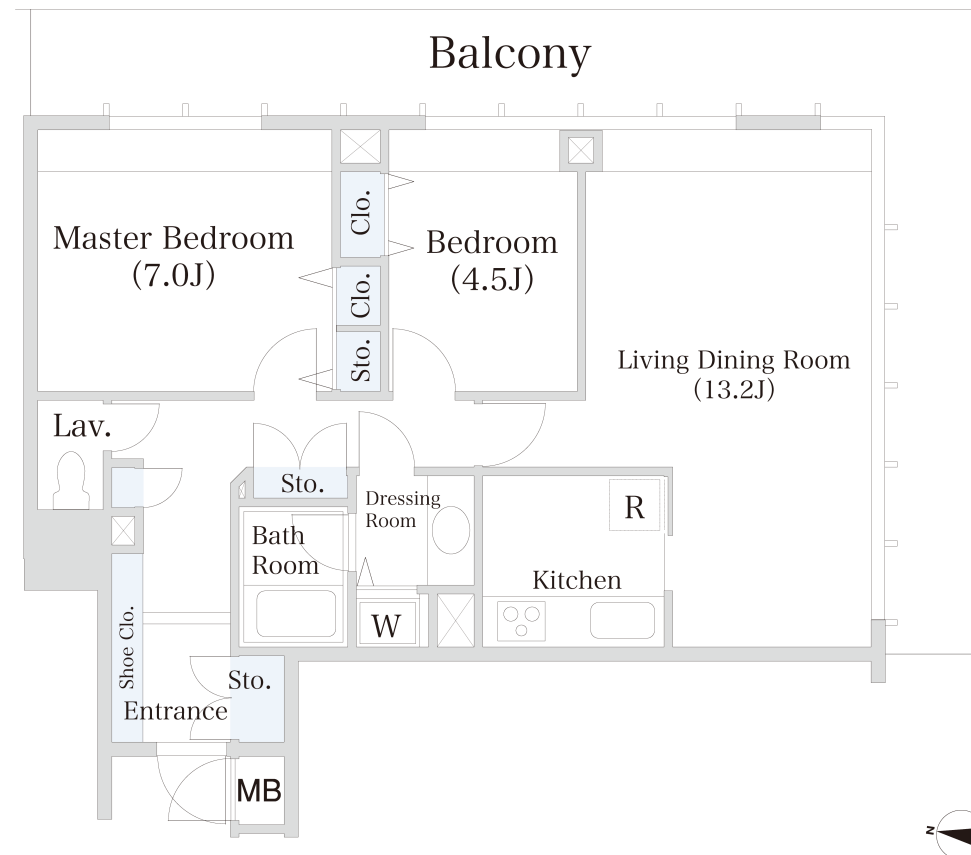 Balcony
Master Bedroom
(7.0J)
Clo.
Bedroom
(4.5J)
Clo.
Sto.
Living Dining Room
(13.2J)
Lav.
Sto.
Dressing
Room
R
Bath
Room
Kitchen
W
Shoe Clo.
Sto.
Entrance
MB
N